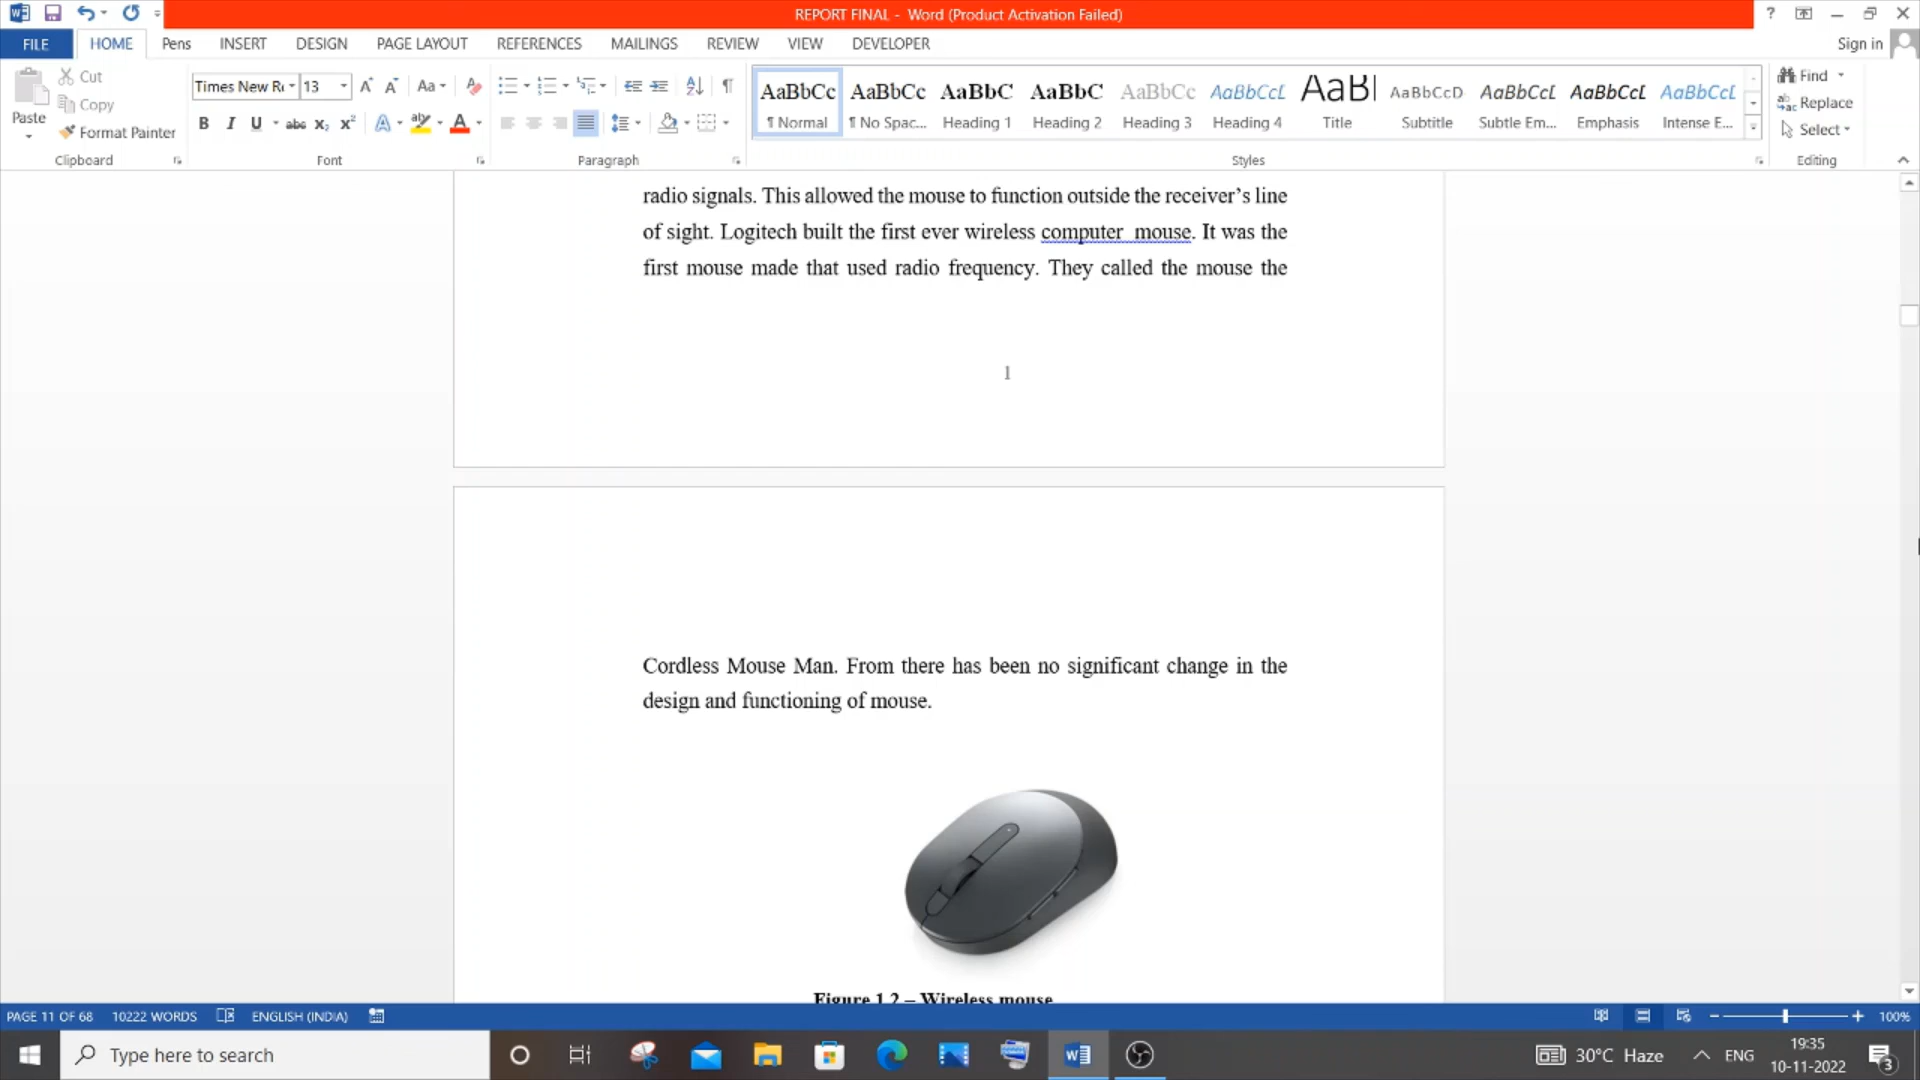 REPORT FINAL - Word (Product Activation Failed)
FILE HOME Pens INSERT DESIGN PAGE LAYOUT REFERENCES MAILINGS REVIEW VIEW DEVELOPER Sign in
Paste Cut Copy Format Painter Clipboard
Times New R 13 Aa Font
Paragraph
AaBbCc AaBbCc AaBbC AaBbC AaBbCc AaBbCcL AaB AaBbCcD AaBbCcL AaBbCcL AaBbCcL
¶ Normal ¶ No Spac... Heading 1 Heading 2 Heading 3 Heading 4 Title Subtitle Subtle Em... Emphasis Intense E...
Styles
Find Replace Select Editing
radio signals. This allowed the mouse to function outside the receiver’s line
of sight. Logitech built the first ever wireless computer mouse. It was the
first mouse made that used radio frequency. They called the mouse the
1
Cordless Mouse Man. From there has been no significant change in the
design and functioning of mouse.
Figure 1.2 – Wireless mouse
PAGE 11 OF 68 10222 WORDS ENGLISH (INDIA) 100%
Type here to search 30°C Haze ENG 19:35
10-11-2022 3